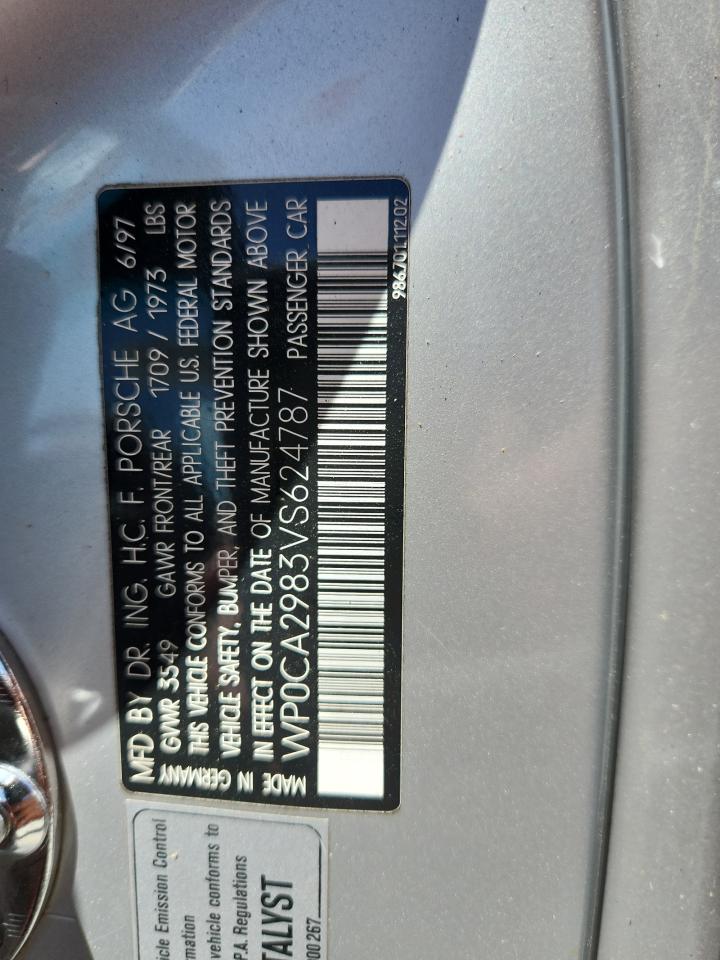 MFD BY DR. ING. H.C. F. PORSCHE AG 6/97
GVWR 3549 GAWR FRONT/REAR 1709 / 1973 LBS
THIS VEHICLE CONFORMS TO ALL APPLICABLE U.S. FEDERAL MOTOR
VEHICLE SAFETY, BUMPER, AND THEFT PREVENTION STANDARDS
IN EFFECT ON THE DATE OF MANUFACTURE SHOWN ABOVE
WP0CA2983VS624787 PASSENGER CAR
MADE IN GERMANY
986.701.112.02
icle Emission Control
mation
vehicle conforms to
P.A. Regulations
TALYST
00 267